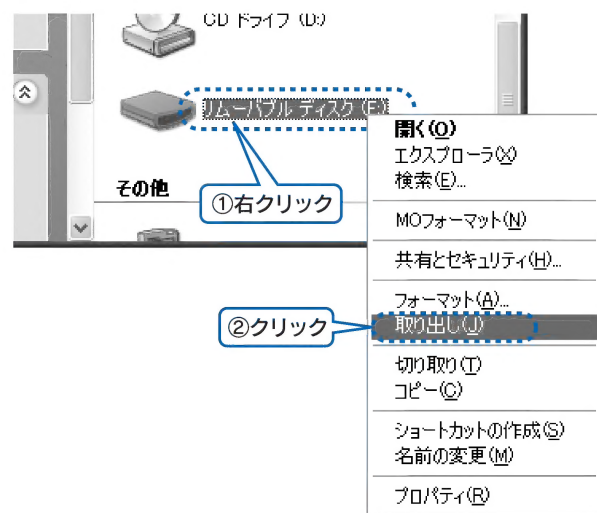 CD ドライブ (D:)
リムーバブル ディスク (E:)
その他
①右クリック
②クリック
開く(O)
エクスプローラ(X)
検索(E)...
MOフォーマット(N)
共有とセキュリティ(H)...
フォーマット(A)...
取り出し(J)
切り取り(T)
コピー(C)
ショートカットの作成(S)
名前の変更(M)
プロパティ(R)